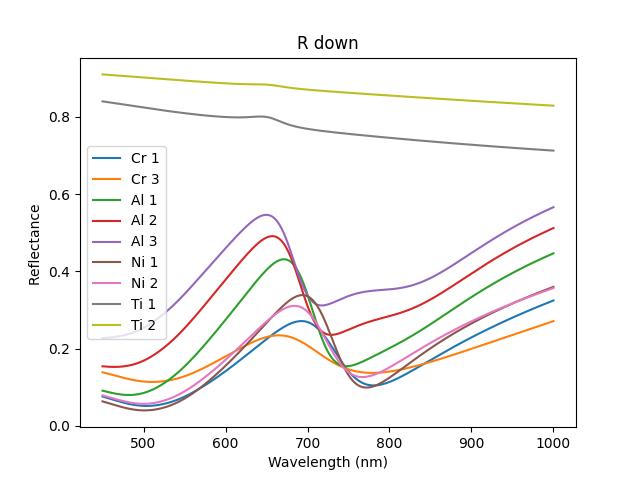 R down
Reflectance
0.8
0.6
0.4
0.2
0.0
Cr 1
Cr 3
Al 1
Al 2
Al 3
Ni 1
Ni 2
Ti 1
Ti 2
500 600 700 800 900 1000
Wavelength (nm)